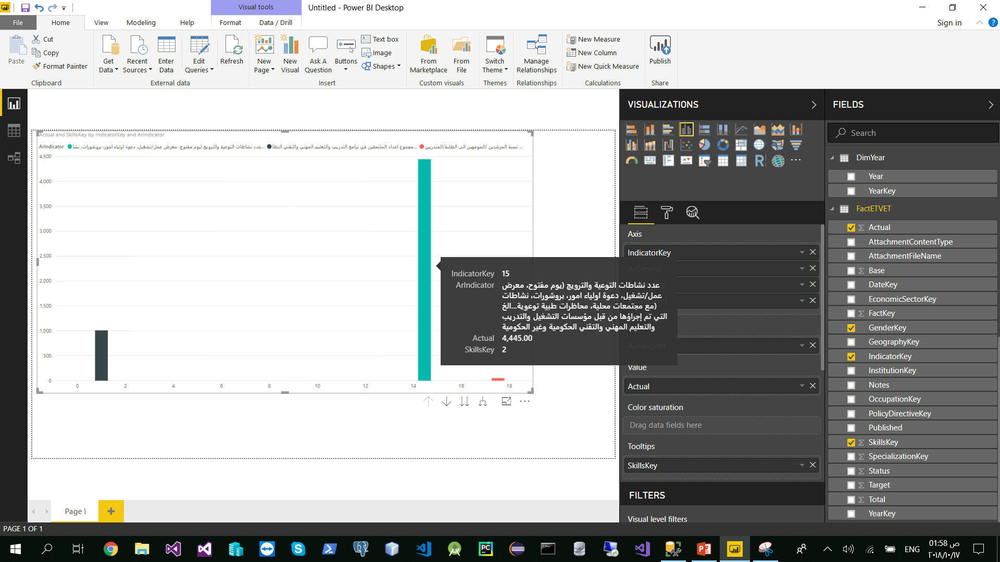 Visual tools
Untitled - Power BI Desktop
File
Home
View
Modeling
Help
Format
Data / Drill
Sign in
Paste
Cut
Copy
Format Painter
Clipboard
Get Data
Recent Sources
Enter Data
Edit Queries
Refresh
External data
New Page
New Visual
Ask A Question
Buttons
Text box
Image
Shapes
Insert
From Marketplace
From File
Custom visuals
Switch Theme
Themes
Manage Relationships
Relationships
New Measure
New Column
New Quick Measure
Calculations
Publish
Share
Actual and SkillsKey by IndicatorKey and ArIndicator
ArIndicator
عدد نشاطات التوعية والترويج (يوم مفتوح، معرض عمل/تشغيل، دعوة اولياء امور، بروشورات، نشا...
مجموع اعداد الملتحقين في برامج التدريب والتعليم المهني والتقني النظا...
نسبة المرشدين /الموجهين الى الطلبة/المتدربين ...
4,500
4,000
3,500
3,000
2,500
2,000
1,500
1,000
500
0
0 2 4 6 8 10 12 14 16 18
IndicatorKey 15
ArIndicator عدد نشاطات التوعية والترويج (يوم مفتوح، معرض
عمل/تشغيل، دعوة اولياء امور، بروشورات، نشاطات
مع مجتمعات محلية، محاظرات طبية توعوية...الخ)
التي تم إجراؤها من قبل مؤسسات التشغيل والتدريب
والتعليم المهني والتقني الحكومية وغير الحكومية
Actual 4,445.00
SkillsKey 2
Page ١
PAGE 1 OF 1
VISUALIZATIONS
Axis
IndicatorKey
ArGender
ArIndicator
Value
Actual
Color saturation
Drag data fields here
Tooltips
SkillsKey
FILTERS
Visual level filters
FIELDS
Search
DimYear
Year
YearKey
FactETVET
Actual
AttachmentContentType
AttachmentFileName
Base
DateKey
EconomicSectorKey
FactKey
GenderKey
GeographyKey
IndicatorKey
InstitutionKey
Notes
OccupationKey
PolicyDirectiveKey
Published
SkillsKey
SpecializationKey
Status
Target
Total
YearKey
ENG
01:58 ص
٢٠١٨/١٠/١٧